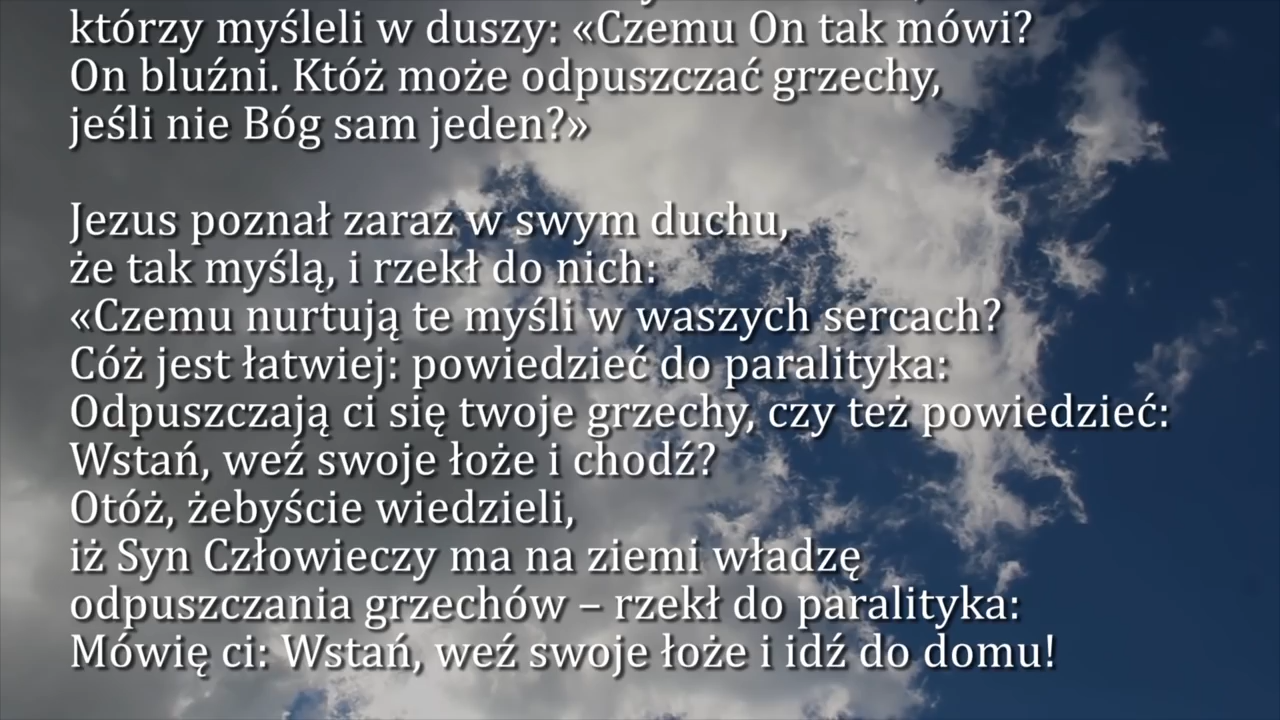 którzy myśleli w duszy: «Czemu On tak mówi?
On bluźni. Któż może odpuszczać grzechy,
jeśli nie Bóg sam jeden?»
Jezus poznał zaraz w swym duchu,
że tak myślą, i rzekł do nich:
«Czemu nurtują te myśli w waszych sercach?
Cóż jest łatwiej: powiedzieć do paralityka:
Odpuszczają ci się twoje grzechy, czy też powiedzieć:
Wstań, weź swoje łoże i chodź?
Otóż, żebyście wiedzieli,
iż Syn Człowieczy ma na ziemi władzę
odpuszczania grzechów – rzekł do paralityka:
Mówię ci: Wstań, weź swoje łoże i idź do domu!